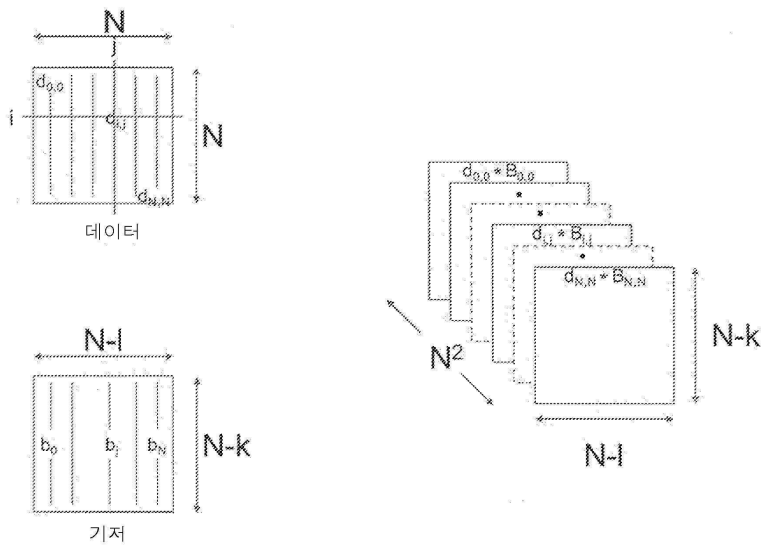 N
j
d0,0
i
di,j
N
dN,N
데이터
N-l
b0
bj
bN
N-k
기저
d0,0 * B0,0
*
*
di,j * Bi,j
*
dN,N * BN,N
N²
N-k
N-l